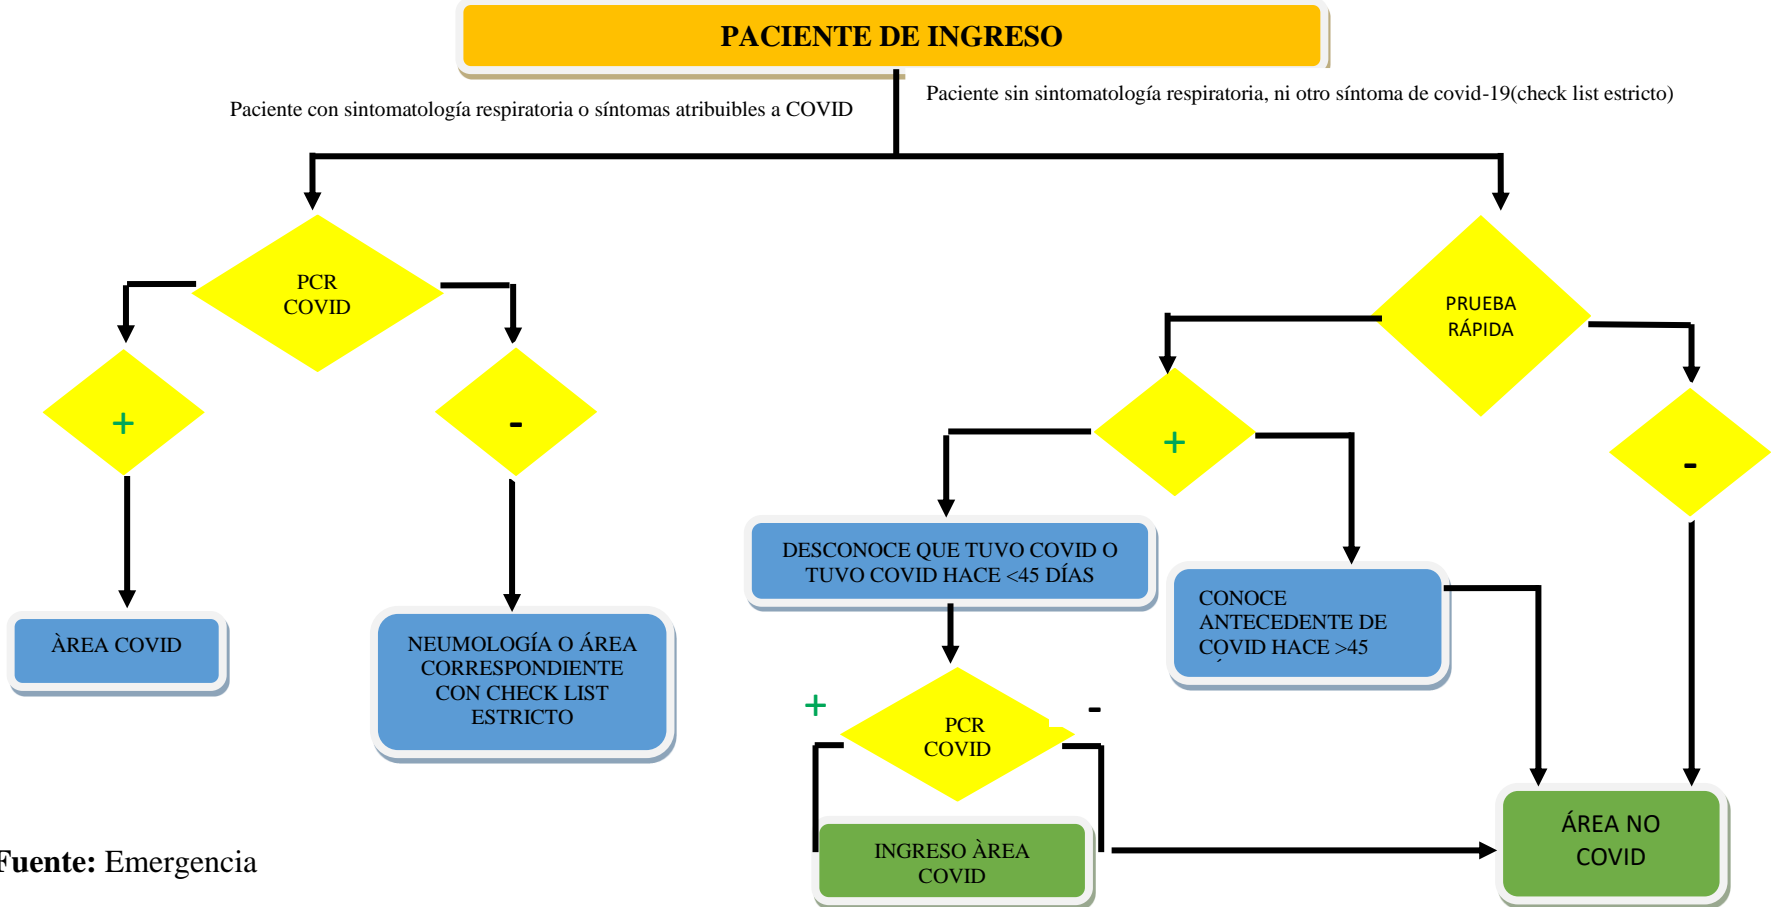 PACIENTE DE INGRESO
Paciente con sintomatología respiratoria o síntomas atribuibles a COVID
Paciente sin sintomatología respiratoria, ni otro síntoma de covid-19(check list estricto)
PCR
COVID
PRUEBA
RÁPIDA
+
-
+
-
DESCONOCE QUE TUVO COVID O
TUVO COVID HACE <45 DÍAS
CONOCE
ANTECEDENTE DE
COVID HACE >45
ÀREA COVID
NEUMOLOGÍA O ÁREA
CORRESPONDIENTE
CON CHECK LIST
ESTRICTO
+
-
PCR
COVID
INGRESO ÀREA
COVID
ÁREA NO
COVID
Fuente: Emergencia